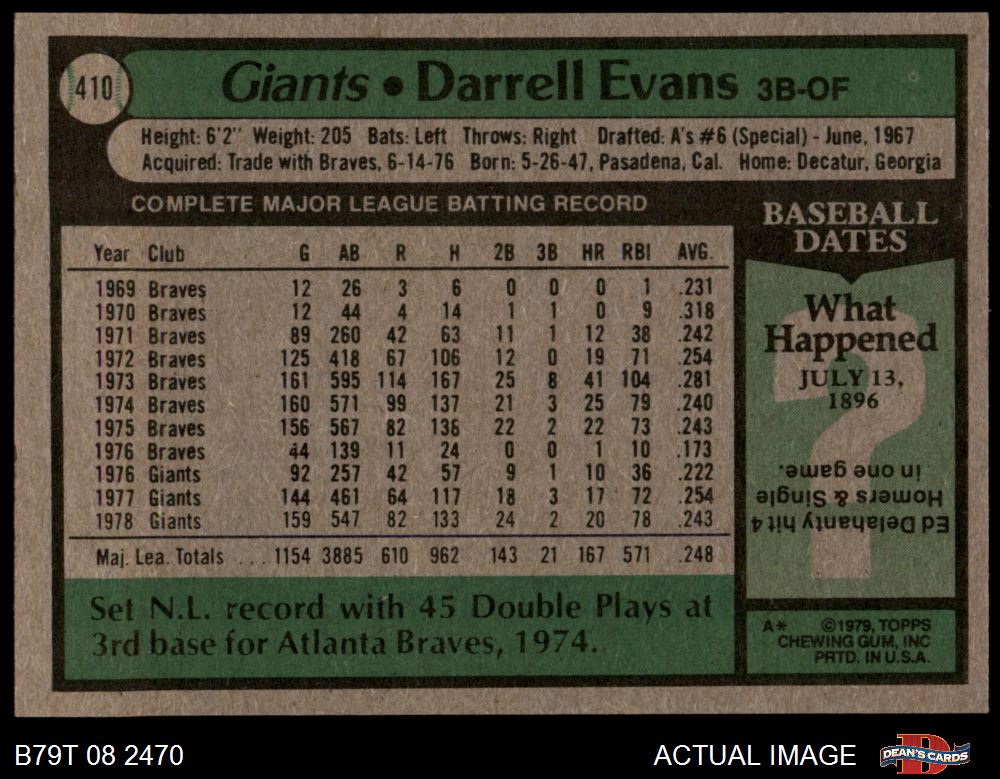 410
Giants • Darrell Evans 3B-OF
Height: 6'2" Weight: 205 Bats: Left Throws: Right Drafted: A's #6 (Special) - June, 1967
Acquired: Trade with Braves, 6-14-76 Born: 5-26-47, Pasadena, Cal. Home: Decatur, Georgia
COMPLETE MAJOR LEAGUE BATTING RECORD
Year Club G AB R H 2B 3B HR RBI AVG.
1969 Braves 12 26 3 6 0 0 0 1 .231
1970 Braves 12 44 4 14 1 1 0 9 .318
1971 Braves 89 260 42 63 11 1 12 38 .242
1972 Braves 125 418 67 106 12 0 19 71 .254
1973 Braves 161 595 114 167 25 8 41 104 .281
1974 Braves 160 571 99 137 21 3 25 79 .240
1975 Braves 156 567 82 138 22 2 22 73 .243
1976 Braves 44 139 11 24 0 0 1 10 .173
1976 Giants 92 257 42 57 9 1 10 36 .222
1977 Giants 144 461 64 117 18 3 17 72 .254
1978 Giants 159 547 82 133 24 2 20 78 .243
Maj. Lea. Totals ... 1154 3885 610 962 143 21 167 571 .248
Set N.L. record with 45 Double Plays at
3rd base for Atlanta Braves, 1974.
BASEBALL
DATES
What
Happened
JULY 13,
1896
Ed Delahanty hit 4
Homers & Single
in one game.
A* ©1979, TOPPS
CHEWING GUM, INC
PRTD. IN U.S.A.
B79T 08 2470
ACTUAL IMAGE
DEAN'S CARDS